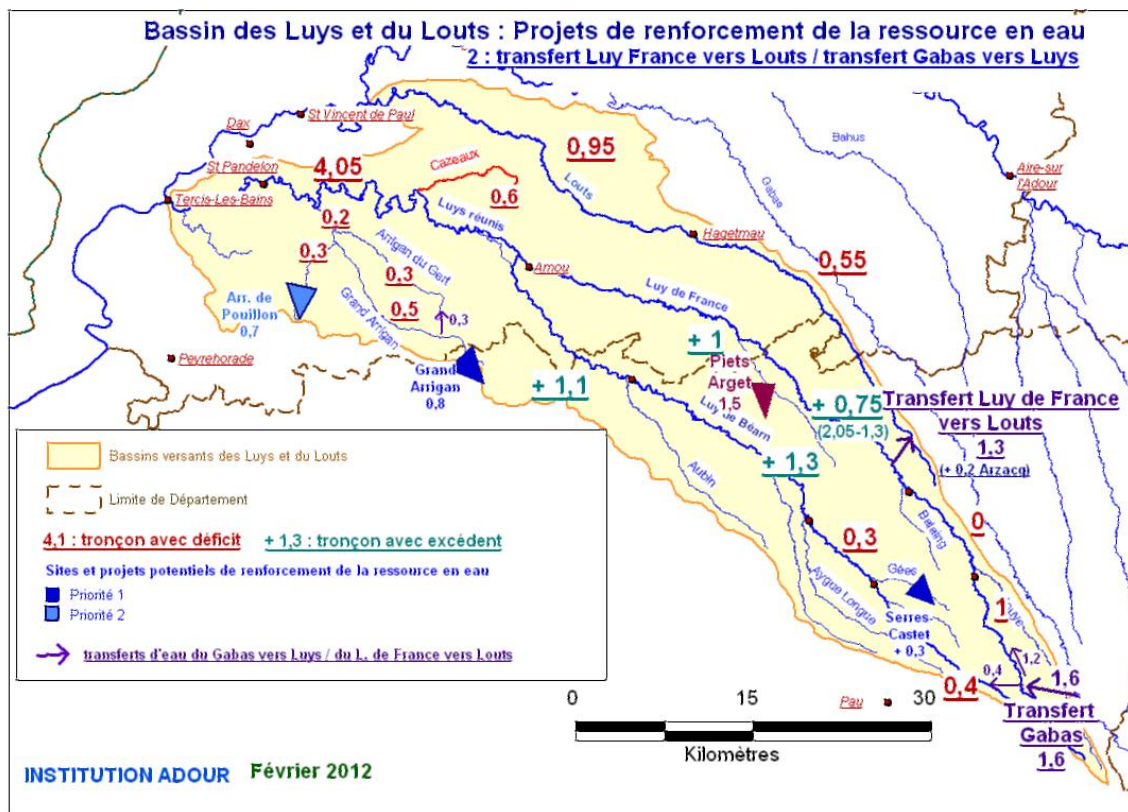 Bassin des Luys et du Louts : Projets de renforcement de la ressource en eau
2 : transfert Luy France vers Louts / transfert Gabas vers Luys
St Vincent de Paul
Dax
St Pandelon
4,05
Cazeaux
0,95
Bahus
Aire-sur
l'Adour
Tercis-Les-Bains
0,6
Louts
Gabas
0,2
Luys réunis
Hagetmau
0,3
Arrigan du Gert
Amou
0,55
0,3
Luy de France
Arr. de
Pouillon
0,7
Grand Arrigan
0,5
0,3
+ 1
Peyrehorade
Grand
Arrigan
0,8
+ 1,1
Piets
Arget
1,5
Luy de Béarn
+ 0,75
(2,05-1,3)
Transfert Luy de France
vers Louts
1,3
(+ 0,2 Arzacq)
+ 1,3
Aubin
Balaing
0
0,3
Gées
Aygue Longue
Serres-
Castet
+ 0,3
1
0,4
1,2
0,4
1,6
Transfert
Gabas
1,6
Pau
Bassins versants des Luys et du Louts
Limite de Département
4,1 : tronçon avec déficit
+ 1,3 : tronçon avec excédent
Sites et projets potentiels de renforcement de la ressource en eau
Priorité 1
Priorité 2
transferts d'eau du Gabas vers Luys / du L. de France vers Louts
0 15 30
Kilomètres
INSTITUTION ADOUR Février 2012